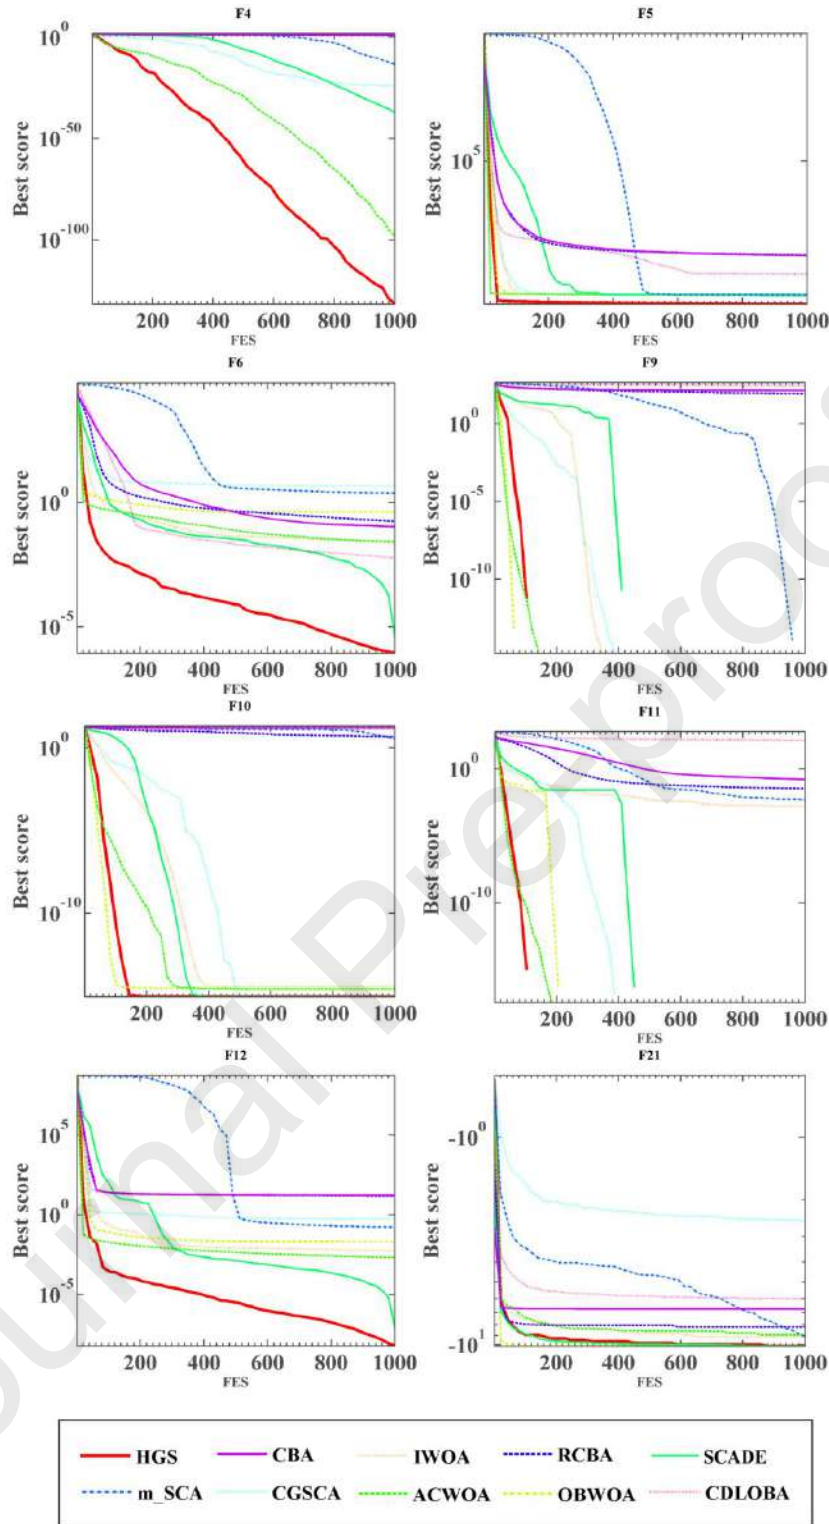 F4
F5
Best score
10^0
10^-50
10^-100
200 400 600 800 1000
FES
Best score
10^5
200 400 600 800 1000
FES
F6
F9
Best score
10^0
10^-5
200 400 600 800 1000
FES
Best score
10^0
10^-5
10^-10
200 400 600 800 1000
FES
F10
F11
Best score
10^0
10^-10
200 400 600 800 1000
FES
Best score
10^0
10^-10
200 400 600 800 1000
FES
F12
F21
Best score
10^5
10^0
10^-5
200 400 600 800 1000
FES
Best score
-10^0
-10^1
200 400 600 800 1000
FES
HGS CBA IWOA RCBA SCADE
m_SCA CGSCA ACWOA OBWOA CDLOBA
Journal Pre-proo